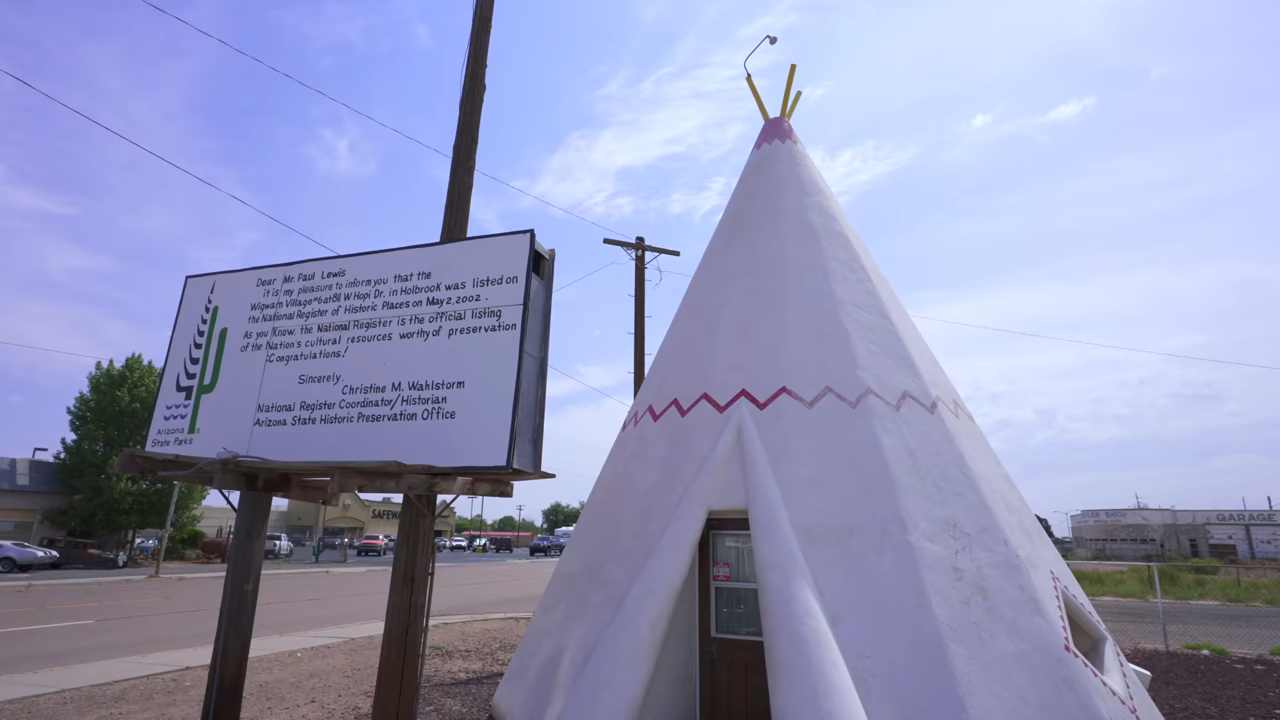 Dear Mr. Paul Lewis
it is my pleasure to inform you that the
Wigwam Village #6 at 811 W Hopi Dr. in Holbrook was listed on
the National Register of Historic Places on May 2, 2002.
As you Know, the National Register is the official listing
of the Nation's cultural resources worthy of preservation
Congratulations!
Sincerely,
Christine M. Wahlstorm
National Register Coordinator/Historian
Arizona State Historic Preservation Office
Arizona
State Parks
SAFEWAY
GARAGE